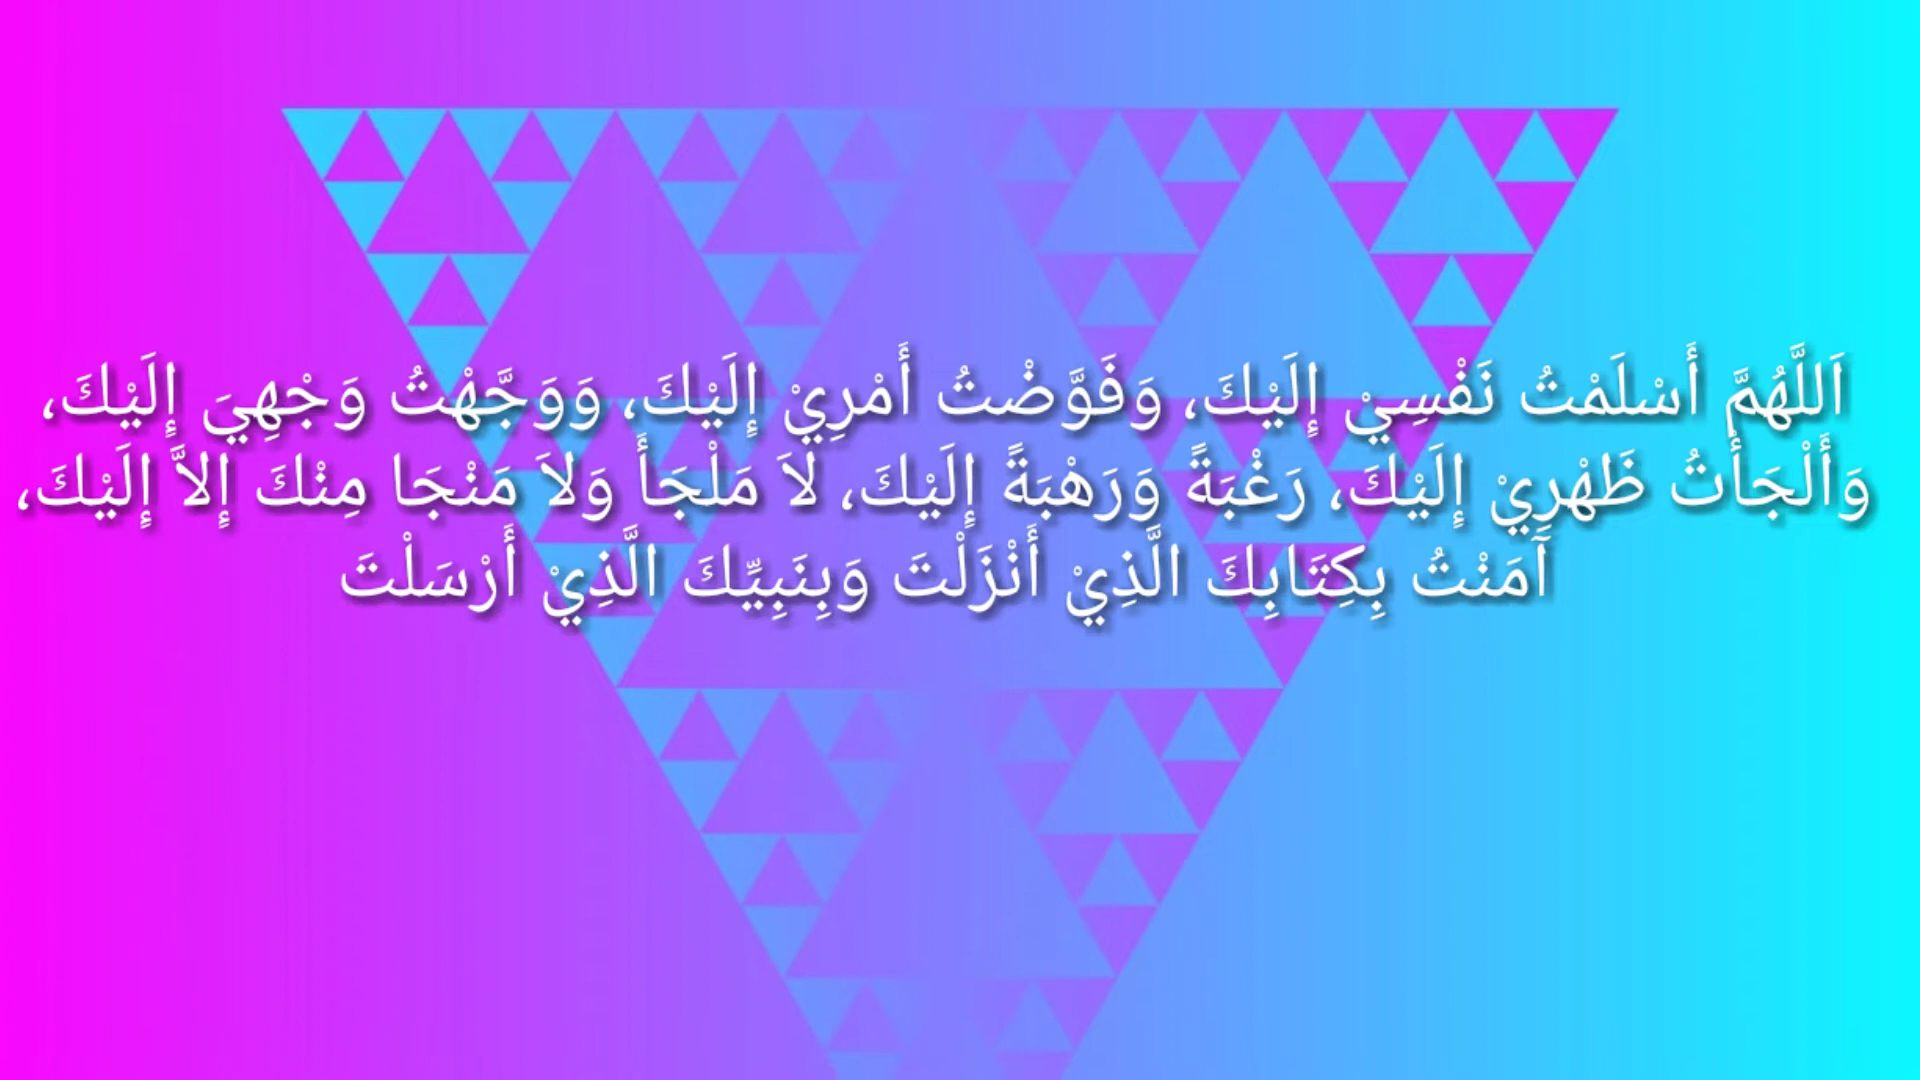 اَللَّهُمَّ أَسْلَمْتُ نَفْسِيْ إِلَيْكَ، وَفَوَّضْتُ أَمْرِيْ إِلَيْكَ، وَوَجَّهْتُ وَجْهِيَ إِلَيْكَ،
وَأَلْجَأْتُ ظَهْرِيْ إِلَيْكَ، رَغْبَةً وَرَهْبَةً إِلَيْكَ، لاَ مَلْجَأَ وَلاَ مَنْجَا مِنْكَ إِلاَّ إِلَيْكَ،
آمَنْتُ بِكِتَابِكَ الَّذِيْ أَنْزَلْتَ وَبِنَبِيِّكَ الَّذِيْ أَرْسَلْتَ